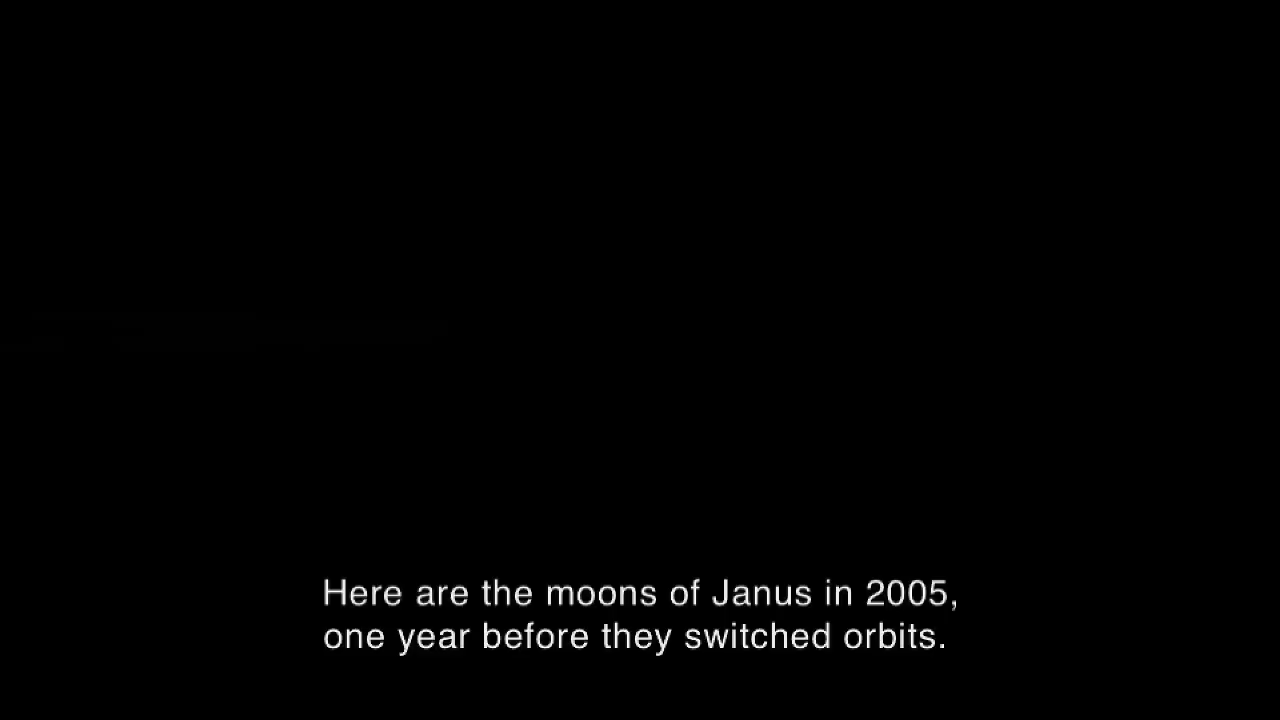 Here are the moons of Janus in 2005,
one year before they switched orbits.